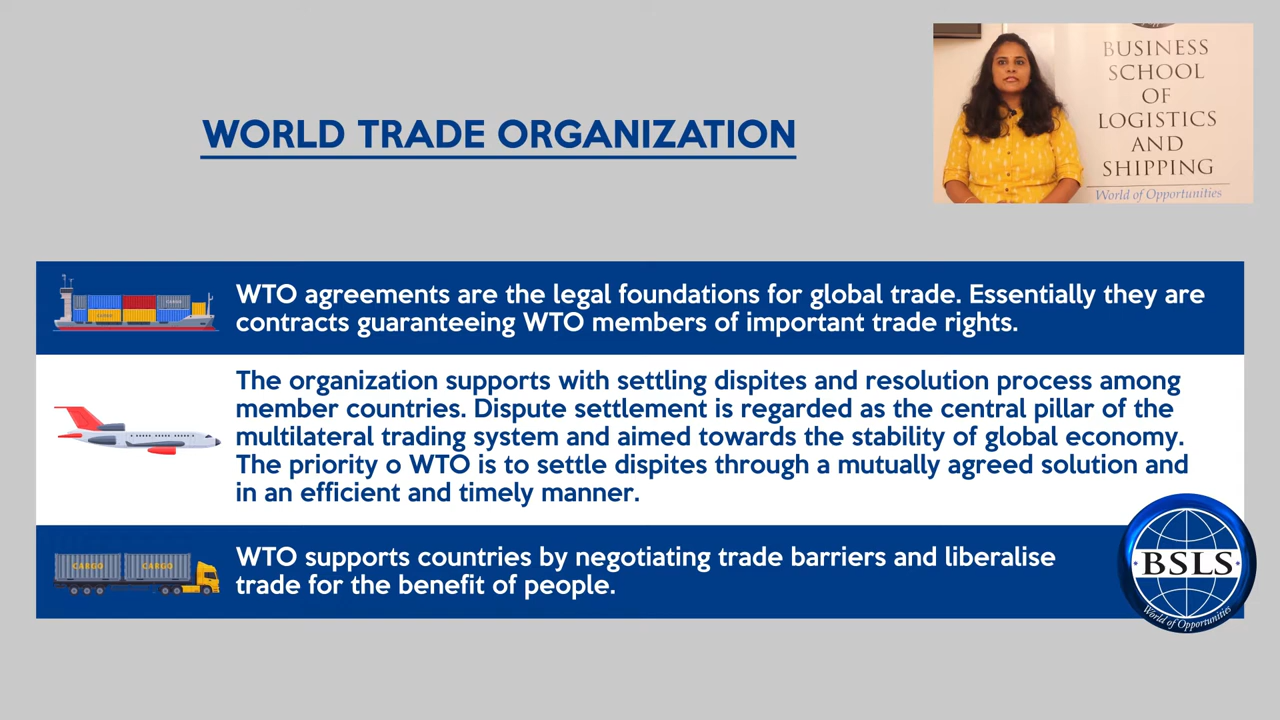 WORLD TRADE ORGANIZATION
BUSINESS
SCHOOL
OF
LOGISTICS
AND
SHIPPING
World of Opportunities
WTO agreements are the legal foundations for global trade. Essentially they are
contracts guaranteeing WTO members of important trade rights.
The organization supports with settling dispites and resolution process among
member countries. Dispute settlement is regarded as the central pillar of the
multilateral trading system and aimed towards the stability of global economy.
The priority o WTO is to settle dispites through a mutually agreed solution and
in an efficient and timely manner.
CARGO CARGO
WTO supports countries by negotiating trade barriers and liberalise
trade for the benefit of people.
BSLS
World of Opportunities